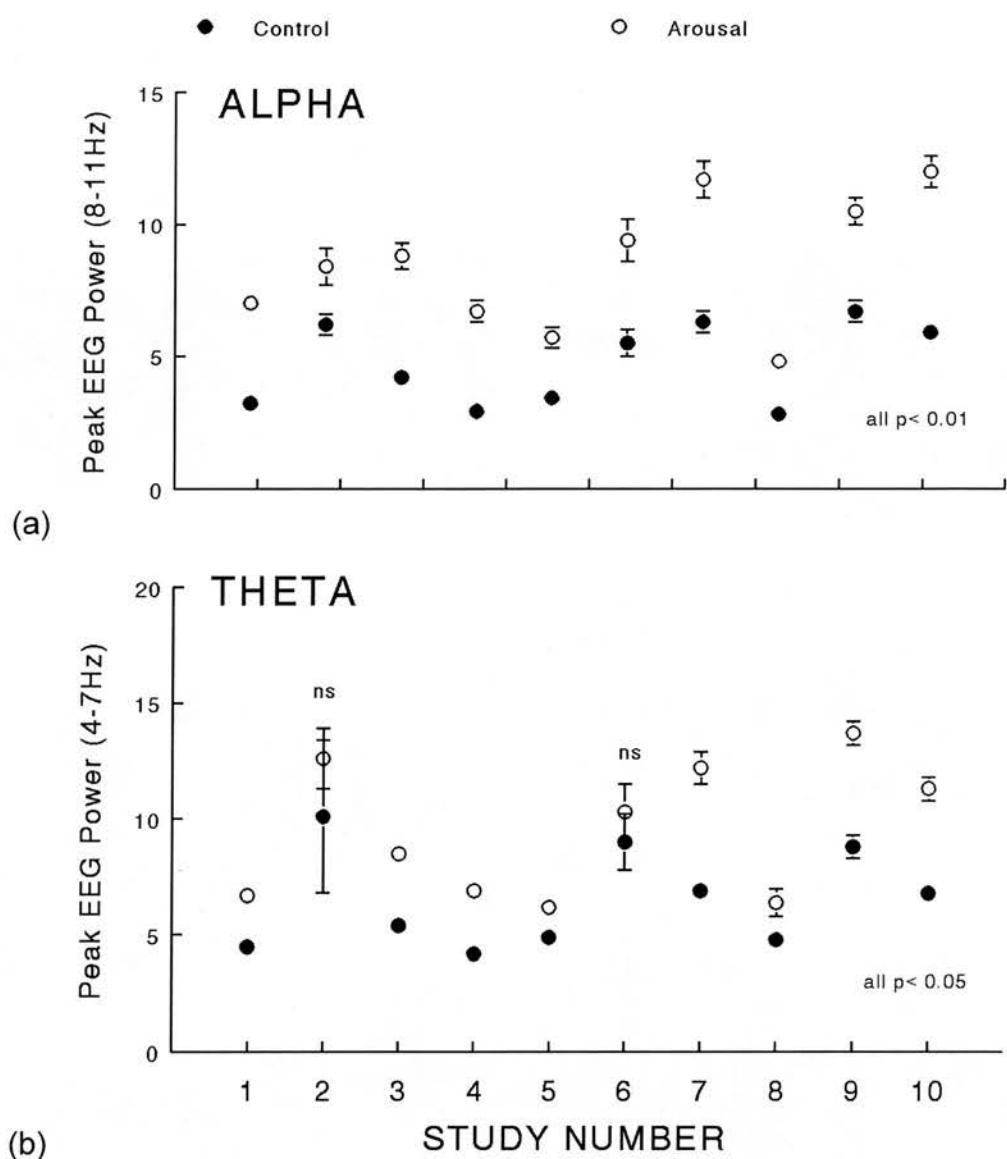 Control Arousal
ALPHA
Peak EEG Power (8-11Hz)
15
10
5
0
all p< 0.01
(a)
THETA
Peak EEG Power (4-7Hz)
20
15
10
5
0
ns
ns
all p< 0.05
1 2 3 4 5 6 7 8 9 10
STUDY NUMBER
(b)